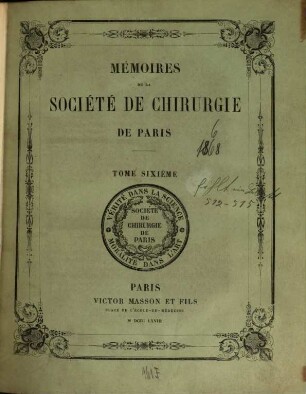 MÉMOIRES
DE LA
SOCIÉTÉ DE CHIRURGIE
DE PARIS
6
1868
TOME SIXIÈME
VÉRITÉ DANS LA SCIENCE
MORALITÉ DANS L'ART
SOCIÉTÉ
DE
CHIRURGIE
DE
PARIS
PARIS
VICTOR MASSON ET FILS
PLACE DE L'ÉCOLE-DE-MÉDECINE
M DCCC LXVIII